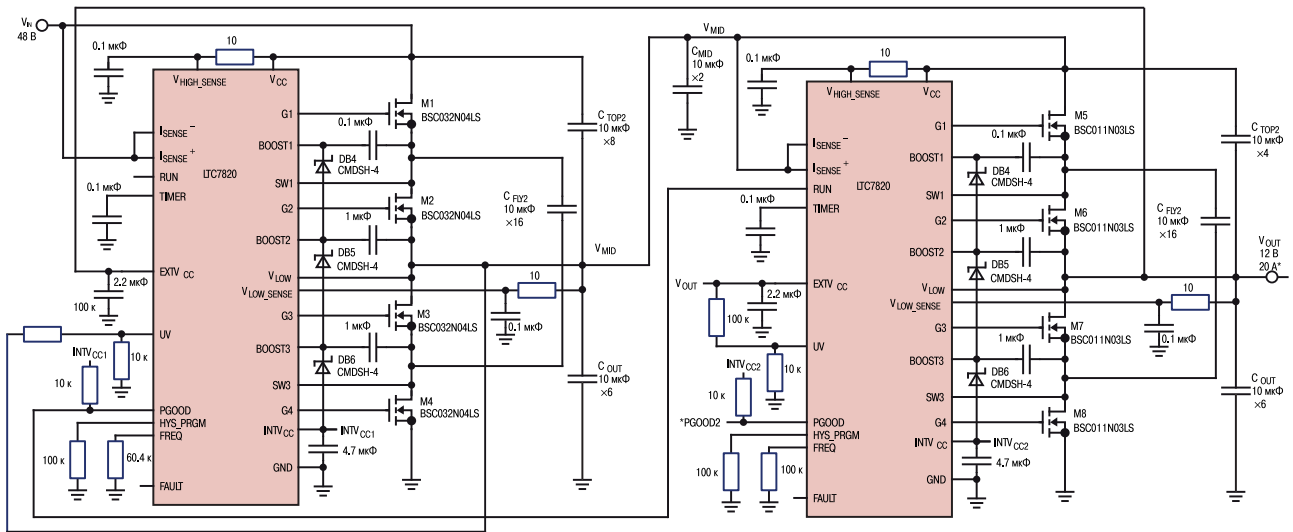 V_IN
48 В
0.1 мкФ
10
V_HIGH_SENSE
V_CC
G1
M1
BSC032N04LS
I_SENSE^-
I_SENSE^+
RUN
TIMER
LTC7820
0.1 мкФ
BOOST1
0.1 мкФ
DB4
CMDSH-4
SW1
C_TOP2
10 мкФ
×8
G2
M2
BSC032N04LS
1 мкФ
BOOST2
DB5
CMDSH-4
C_FLY2
10 мкФ
×16
V_MID
EXTV_CC
2.2 мкФ
100 к
V_LOW
V_LOW_SENSE
10
0.1 мкФ
G3
M3
BSC032N04LS
1 мкФ
UV
10 к
INTV_CC1
10 к
BOOST3
DB6
CMDSH-4
SW3
C_OUT
10 мкФ
×6
PGOOD
HYS_PRGM
FREQ
100 к
60.4 к
FAULT
G4
M4
BSC032N04LS
INTV_CC
INTV_CC1
4.7 мкФ
GND
V_MID
C_MID
10 мкФ
×2
0.1 мкФ
10
V_HIGH_SENSE
V_CC
G1
M5
BSC011N03LS
I_SENSE^-
I_SENSE^+
RUN
TIMER
LTC7820
0.1 мкФ
BOOST1
0.1 мкФ
DB4
CMDSH-4
SW1
C_TOP2
10 мкФ
×4
G2
M6
BSC011N03LS
1 мкФ
BOOST2
DB5
CMDSH-4
C_FLY2
10 мкФ
×16
V_OUT
12 В
20 А*
V_OUT
EXTV_CC
2.2 мкФ
100 к
V_LOW
V_LOW_SENSE
10
0.1 мкФ
G3
M7
BSC011N03LS
1 мкФ
UV
10 к
INTV_CC2
10 к
BOOST3
DB6
CMDSH-4
SW3
C_OUT
10 мкФ
×6
*PGOOD2
PGOOD
HYS_PRGM
FREQ
100 к
100 к
FAULT
G4
M8
BSC011N03LS
INTV_CC
INTV_CC2
4.7 мкФ
GND